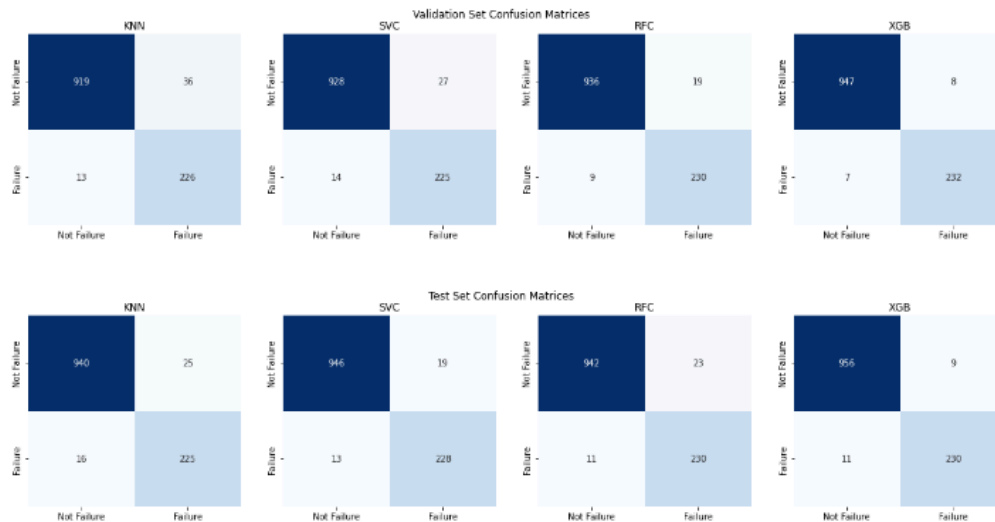 Validation Set Confusion Matrices
KNN SVC RFC XGB
Not Failure 919 36 Not Failure 928 27 Not Failure 936 19 Not Failure 947 8
Failure 13 226 Failure 14 225 Failure 9 230 Failure 7 232
Not Failure Failure Not Failure Failure Not Failure Failure Not Failure Failure
Test Set Confusion Matrices
KNN SVC RFC XGB
Not Failure 940 25 Not Failure 946 19 Not Failure 942 23 Not Failure 956 9
Failure 16 225 Failure 13 228 Failure 11 230 Failure 11 230
Not Failure Failure Not Failure Failure Not Failure Failure Not Failure Failure